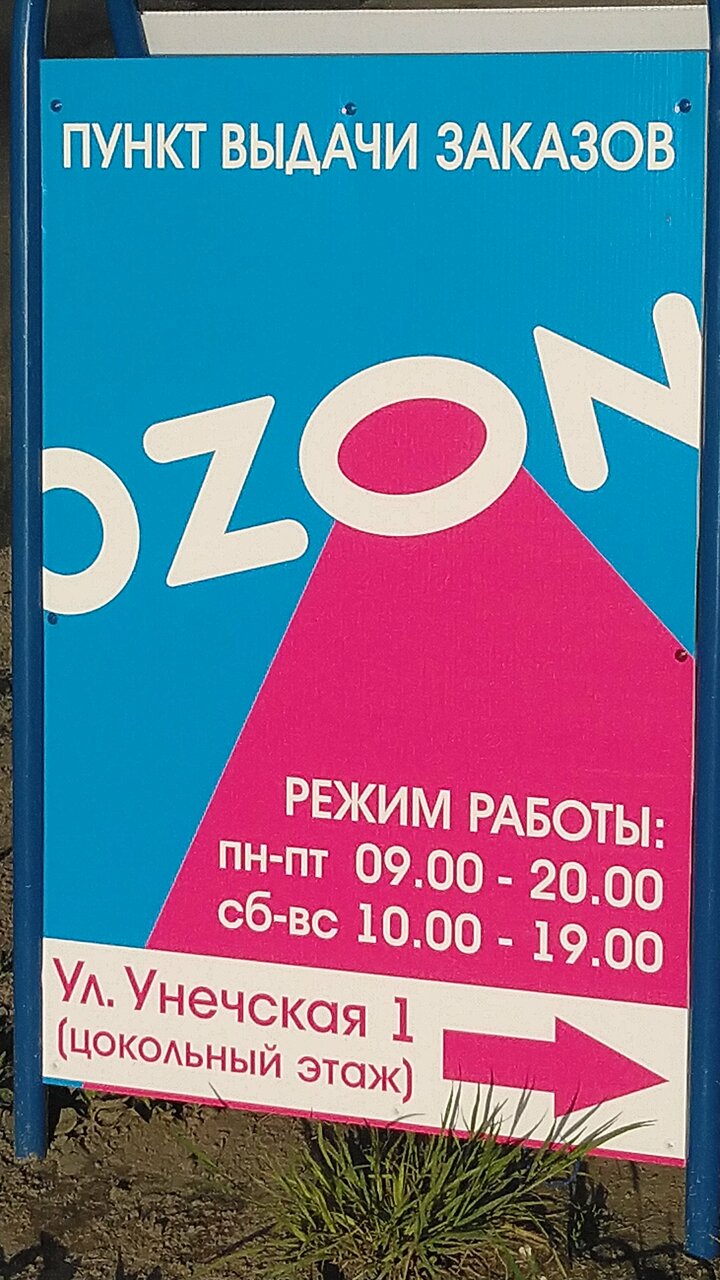 ПУНКТ ВЫДАЧИ ЗАКАЗОВ
OZON
РЕЖИМ РАБОТЫ:
пн-пт 09.00 - 20.00
сб-вс 10.00 - 19.00
Ул. Унечская 1
(цокольный этаж)